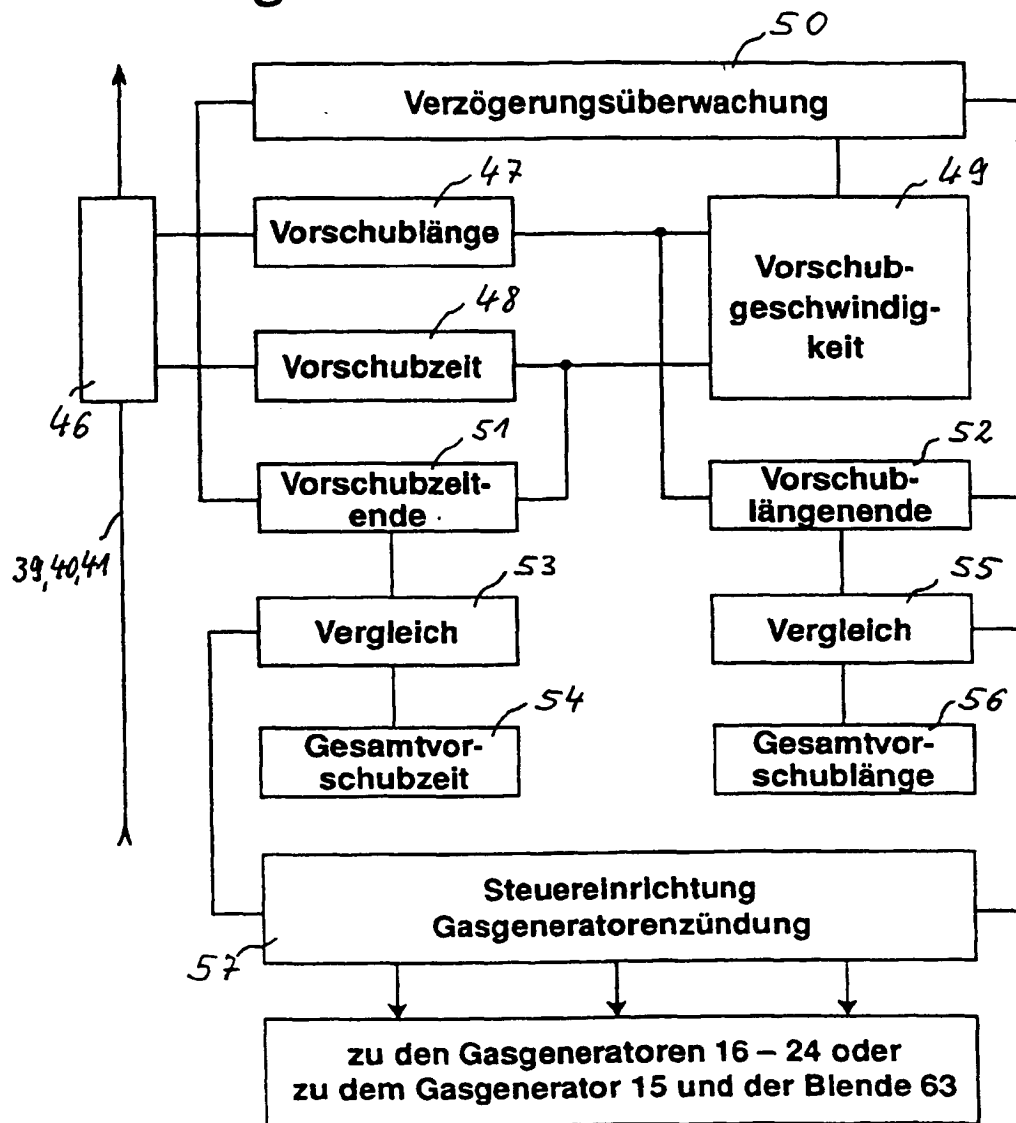 50
Verzögerungsüberwachung
47
49
Vorschublänge
Vorschub-
geschwindig-
keit
48
Vorschubzeit
46
51
52
Vorschubzeit-
ende
Vorschub-
längenende
39,40,41
53
55
Vergleich
Vergleich
54
56
Gesamtvor-
schubzeit
Gesamtvor-
schublänge
Steuereinrichtung
Gasgeneratorenzündung
57
zu den Gasgeneratoren 16 – 24 oder
zu dem Gasgenerator 15 und der Blende 63